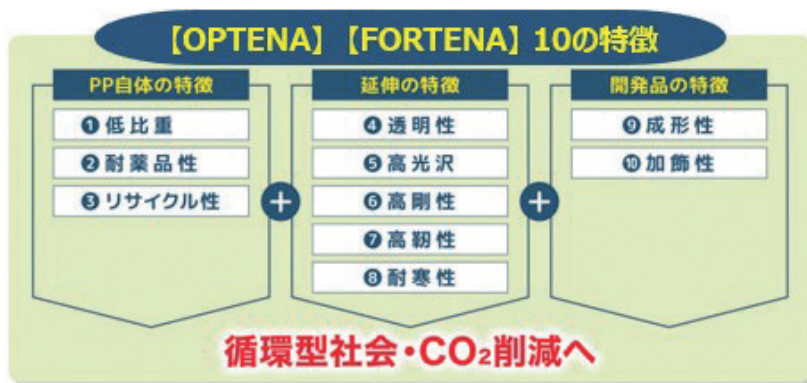 【OPTENA】【FORTENA】10の特徴
PP自体の特徴
❶低比重
❷耐薬品性
❸リサイクル性
+
延伸の特徴
❹透明性
❺高光沢
❻高剛性
❼高靭性
❽耐寒性
+
開発品の特徴
❾成形性
❿加飾性
循環型社会・CO₂削減へ